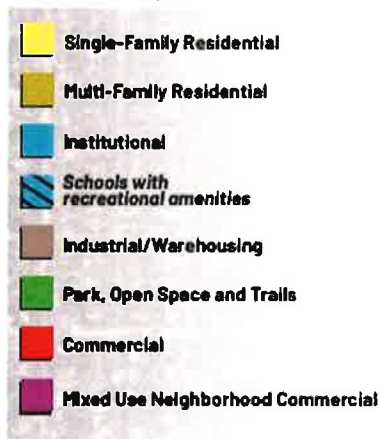 Single-Family Residential
Multi-Family Residential
Institutional
Schools with
recreational amenities
Industrial/Warehousing
Park, Open Space and Trails
Commercial
Mixed Use Neighborhood Commercial